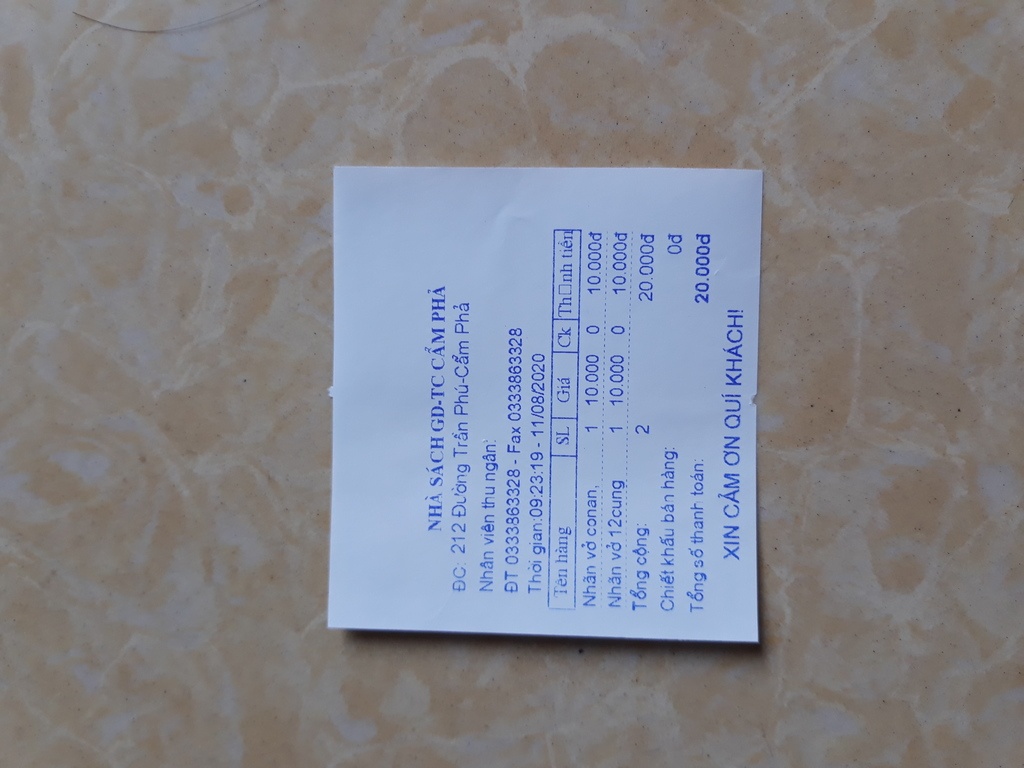 NHÀ SÁCH GD-TC CẨM PHẢ
ĐC: 212 Đường Trần Phú-Cẩm Phả
Nhân viên thu ngân:
ĐT 0333863328 - Fax 0333863328
Thời gian:09:23:19 - 11/08/2020
Tên hàng SL Giá Ck Th□nh tiền
Nhãn vở conan, 1 10.000 0 10.000đ
Nhãn vở 12cung 1 10.000 0 10.000đ
Tổng cộng: 2 20.000đ
Chiết khấu bán hàng: 0đ
Tổng số thanh toán: 20.000đ
XIN CẢM ƠN QUÍ KHÁCH!